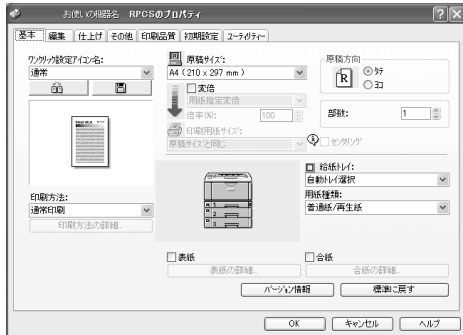 お使いの機器名 RPCSのプロパティ
基本 編集 仕上げ その他 印刷品質 初期設定 ユーティリティー
ワンクリック設定アイコン名:
通常
印刷方法:
通常印刷
印刷方法の詳細...
原稿サイズ:
A4 (210 x 297 mm)
変倍
用紙指定変倍
倍率(%): 100
印刷用紙サイズ:
原稿サイズと同じ
原稿方向
R
タテ
ヨコ
部数: 1
センタリング
給紙トレイ:
自動トレイ選択
用紙種類:
普通紙/再生紙
表紙
表紙の詳細...
合紙
合紙の詳細...
バージョン情報 標準に戻す
OK キャンセル ヘルプ